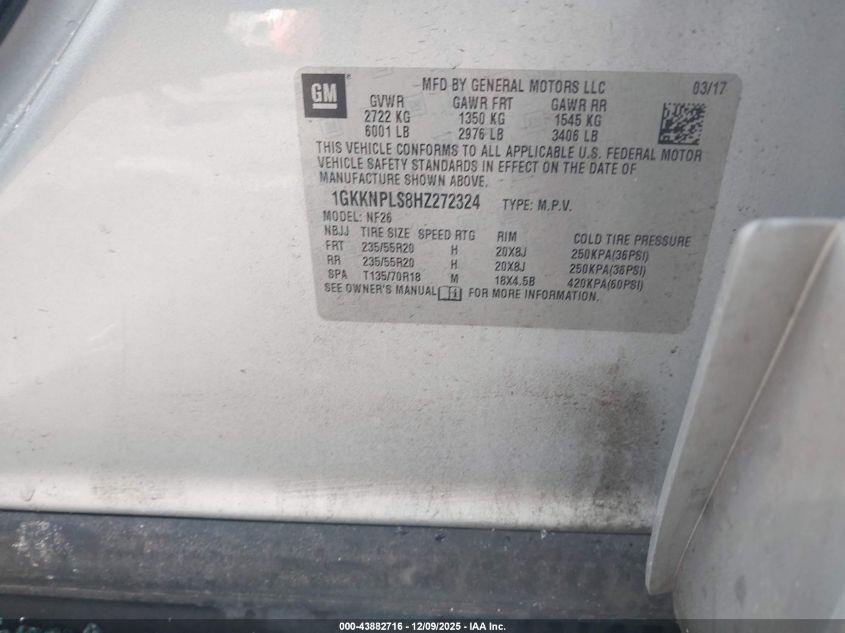 GM ® MFD BY GENERAL MOTORS LLC 03/17
GVWR GAWR FRT GAWR RR
2722 KG 1350 KG 1545 KG
6001 LB 2976 LB 3406 LB
THIS VEHICLE CONFORMS TO ALL APPLICABLE U.S. FEDERAL MOTOR
VEHICLE SAFETY STANDARDS IN EFFECT ON THE DATE OF
MANUFACTURE SHOWN ABOVE.
1GKKNPLS8HZ272324 TYPE: M.P.V.
MODEL: NF26
NBJJ TIRE SIZE SPEED RTG RIM COLD TIRE PRESSURE
FRT 235/55R20 H 20X8J 250KPA(36PSI)
RR 235/55R20 H 20X8J 250KPA(36PSI)
SPA T135/70R18 M 18X4.5B 420KPA(60PSI)
SEE OWNER'S MANUAL FOR MORE INFORMATION.
000-43882716 - 12/09/2025 - IAA Inc.